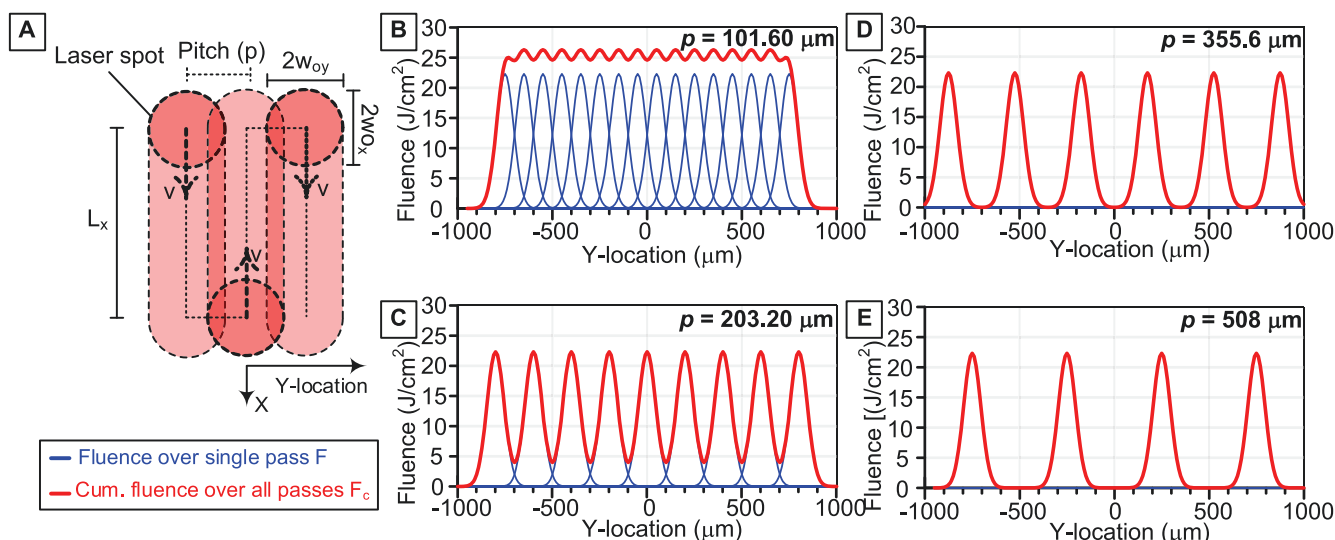 A
Laser spot
Pitch (p)
2w_oy
2w_ox
v
v
v
L_x
Y-location
X
Fluence over single pass F
Cum. fluence over all passes F_c
B
p = 101.60 μm
Fluence (J/cm²)
30
25
20
15
10
5
0
-1000
-500
0
500
1000
Y-location (μm)
C
p = 203.20 μm
Fluence (J/cm²)
30
25
20
15
10
5
0
-1000
-500
0
500
1000
Y-location (μm)
D
p = 355.6 μm
Fluence (J/cm²)
30
25
20
15
10
5
0
-1000
-500
0
500
1000
Y-location (μm)
E
p = 508 μm
Fluence [(J/cm²)
30
25
20
15
10
5
0
-1000
-500
0
500
1000
Y-location (μm)